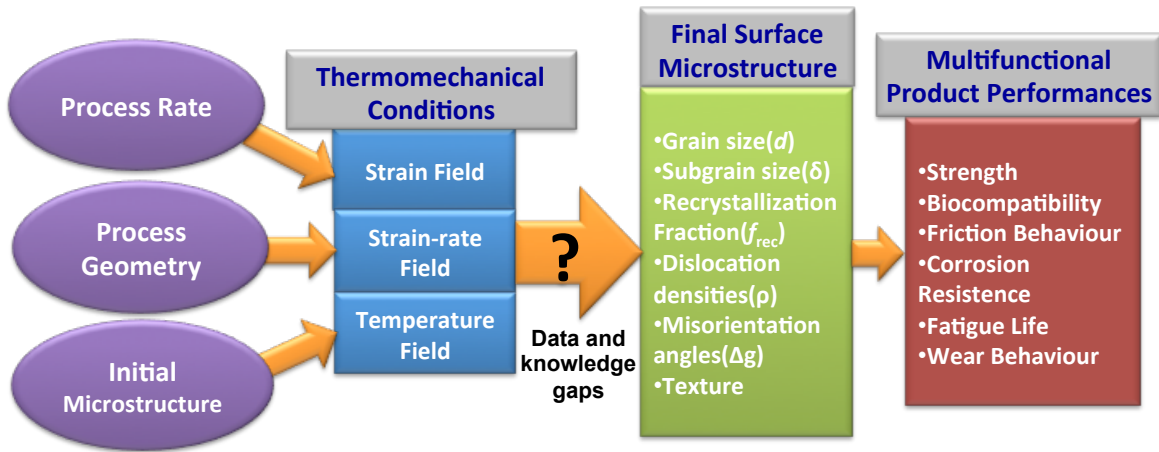 Process Rate
Process
Geometry
Initial
Microstructure
Thermomechanical
Conditions
Strain Field
Strain-rate
Field
Temperature
Field
?
Data and
knowledge
gaps
Final Surface
Microstructure
•Grain size(d)
•Subgrain size(δ)
•Recrystallization
Fraction(f_rec)
•Dislocation
densities(ρ)
•Misorientation
angles(Δg)
•Texture
Multifunctional
Product Performances
•Strength
•Biocompatibility
•Friction Behaviour
•Corrosion
Resistence
•Fatigue Life
•Wear Behaviour